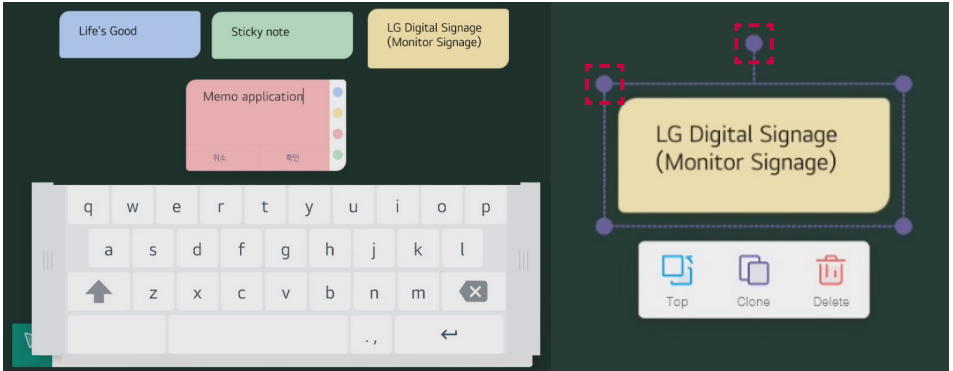 Life's Good
Sticky note
LG Digital Signage
(Monitor Signage)
Memo application
취소 확인
q w e r t y u i o p
a s d f g h j k l
z x c v b n m
. ,
LG Digital Signage
(Monitor Signage)
Top Clone Delete